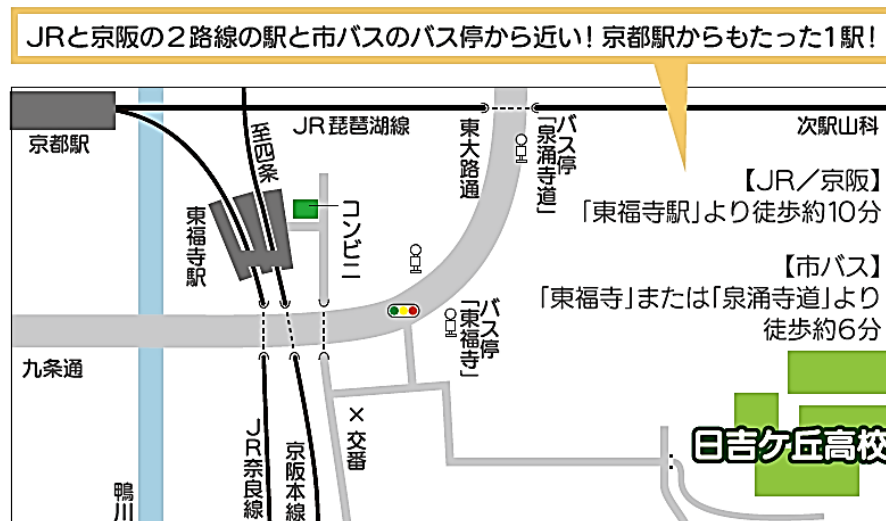 JRと京阪の2路線の駅と市バスのバス停から近い！京都駅からもたった1駅！
京都駅
JR琵琶湖線
至四条
東大路通
バス停
「泉涌寺道」
次駅山科
【JR／京阪】
「東福寺駅」より徒歩約10分
東福寺駅
コンビニ
【市バス】
「東福寺」または「泉涌寺道」より
徒歩約6分
バス停
「東福寺」
九条通
×交番
日吉ケ丘高校
JR奈良線
京阪本線
鴨川